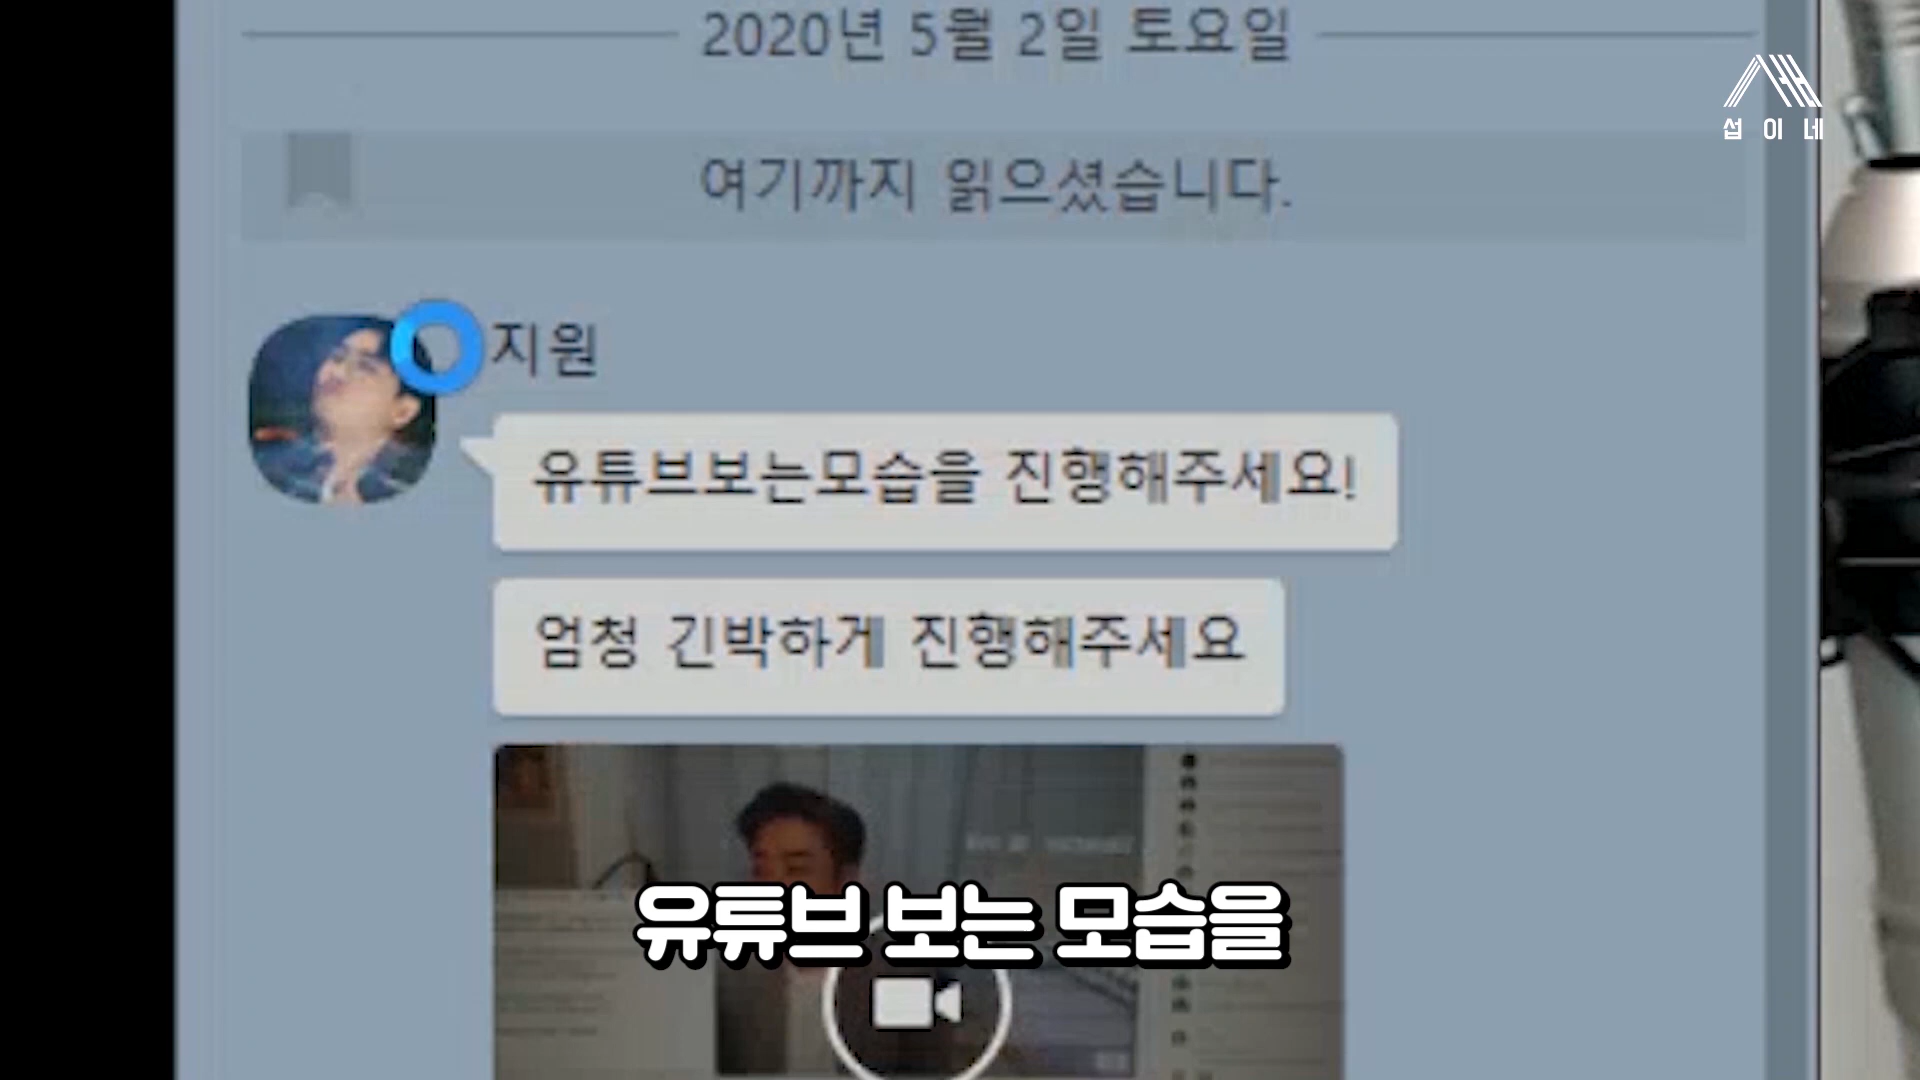 2020년 5월 2일 토요일
섭이네
여기까지 읽으셨습니다.
지원
유튜브보는모습을 진행해주세요!
엄청 긴박하게 진행해주세요
유튜브 보는 모습을